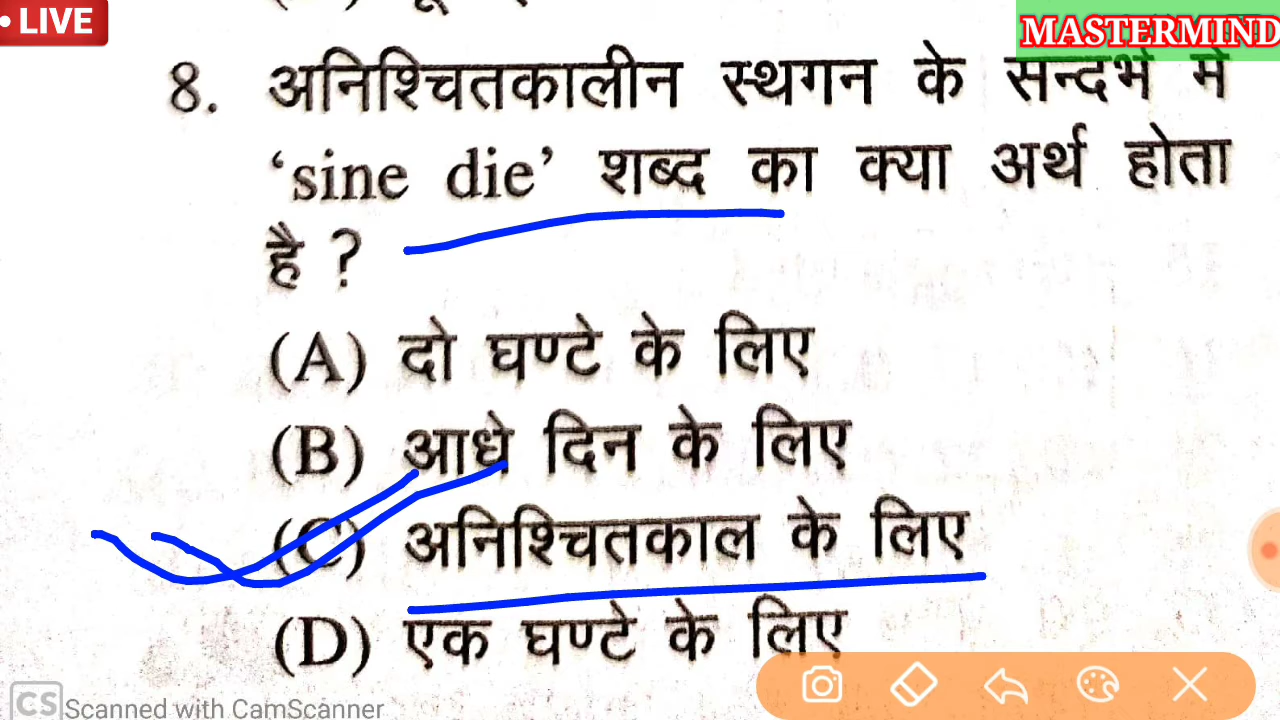 • LIVE
MASTERMIND
8. अनिश्चितकालीन स्थगन के सन्दर्भ में
‘sine die’ शब्द का क्या अर्थ होता
है ?
(A) दो घण्टे के लिए
(B) आधे दिन के लिए
(C) अनिश्चितकाल के लिए
(D) एक घण्टे के लिए
CS Scanned with CamScanner